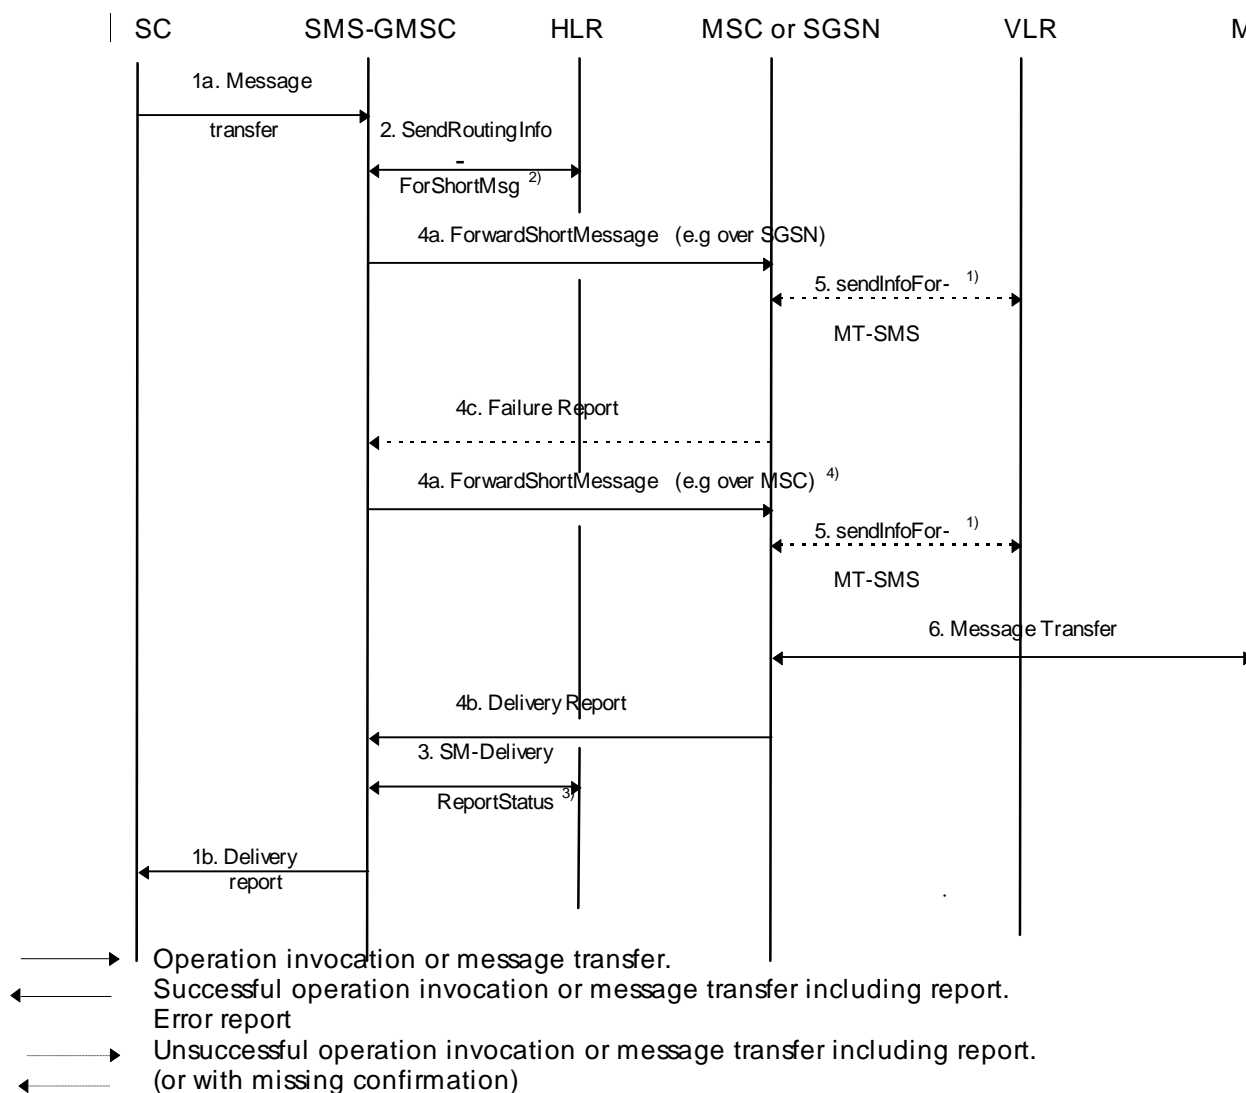 SC SMS-GMSC HLR MSC or SGSN VLR M
1a. Message
transfer
2. SendRoutingInfo
-
ForShortMsg 2)
4a. ForwardShortMessage (e.g over SGSN)
5. sendInfoFor- 1)
MT-SMS
4c. Failure Report
4a. ForwardShortMessage (e.g over MSC) 4)
5. sendInfoFor- 1)
MT-SMS
6. Message Transfer
4b. Delivery Report
3. SM-Delivery
ReportStatus 3)
1b. Delivery
report
.
Operation invocation or message transfer.
Successful operation invocation or message transfer including report.
Error report
Unsuccessful operation invocation or message transfer including report.
(or with missing confirmation)